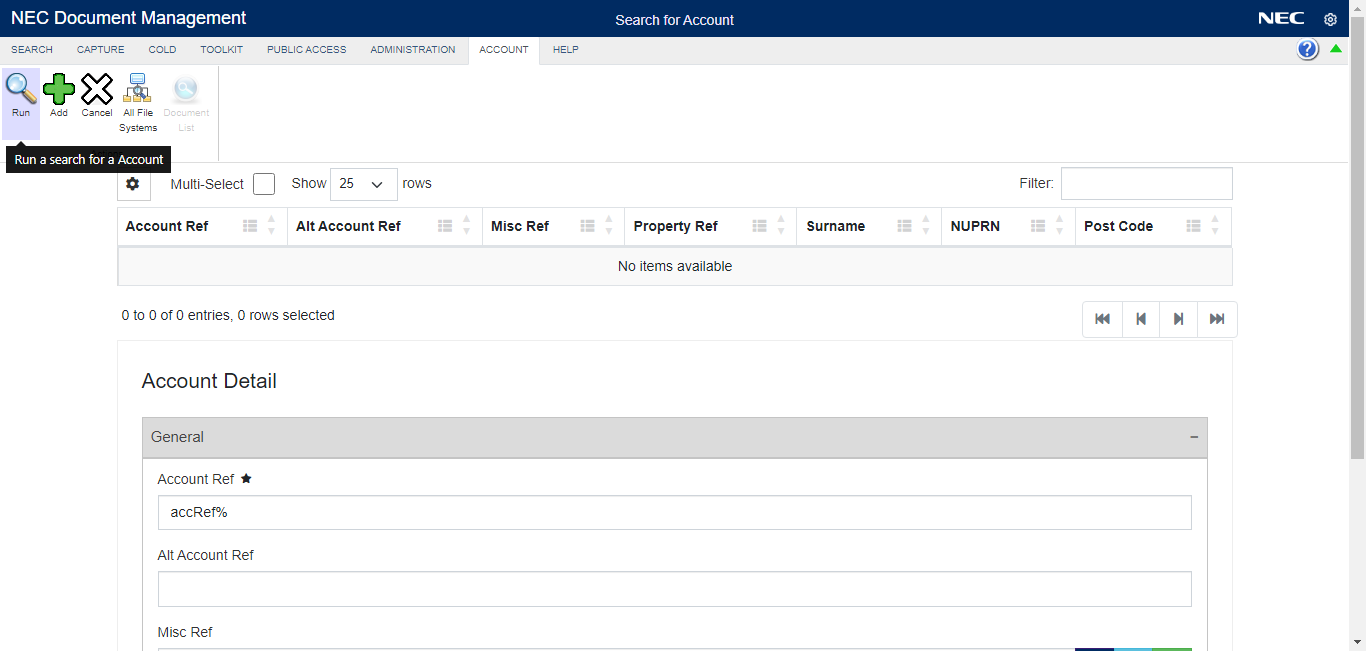 NEC Document Management
Search for Account
NEC
SEARCH CAPTURE COLD TOOLKIT PUBLIC ACCESS ADMINISTRATION ACCOUNT HELP
?
Run Add Cancel All File Systems Document List
Run a search for a Account
Multi-Select Show 25 rows Filter:
Account Ref Alt Account Ref Misc Ref Property Ref Surname NUPRN Post Code
No items available
0 to 0 of 0 entries, 0 rows selected
Account Detail
General
Account Ref
accRef%
Alt Account Ref
Misc Ref